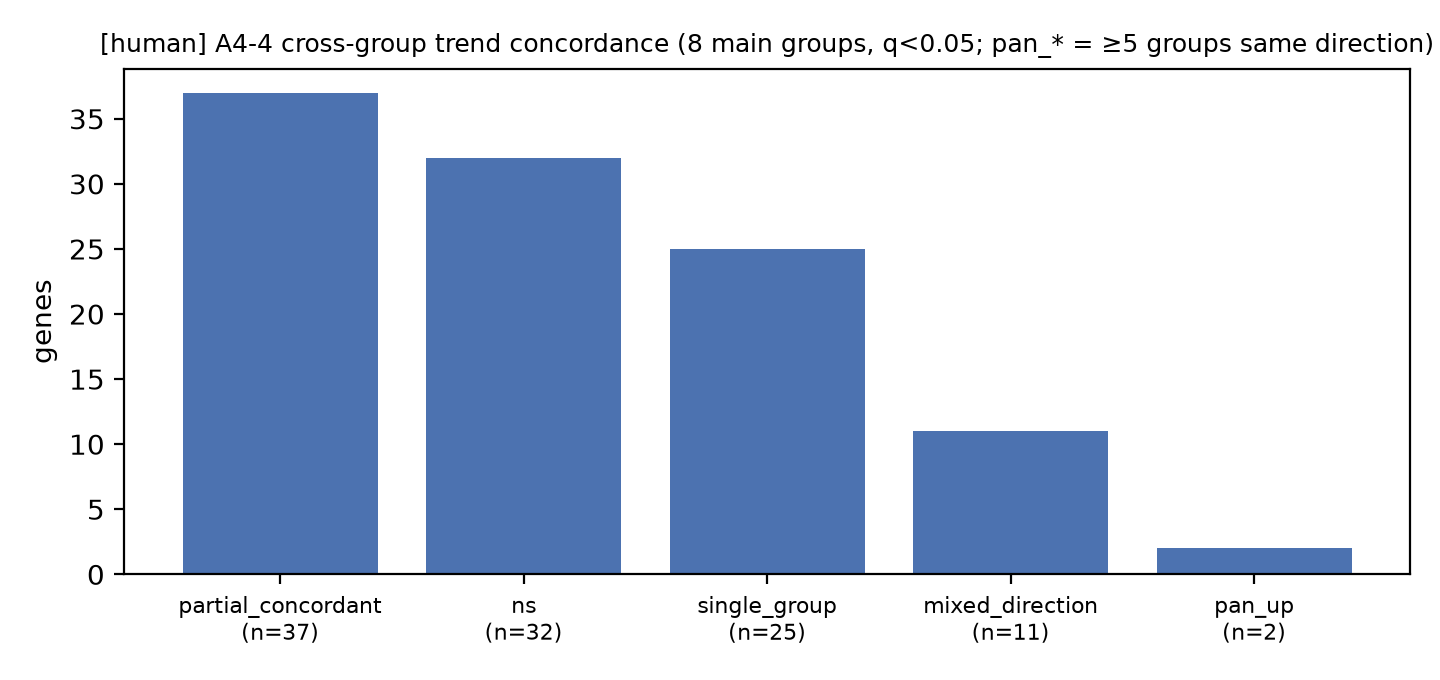 [human] A4-4 cross-group trend concordance (8 main groups, q<0.05; pan_* = ≥5 groups same direction)
genes
35
30
25
20
15
10
5
0
partial_concordant
(n=37)
ns
(n=32)
single_group
(n=25)
mixed_direction
(n=11)
pan_up
(n=2)